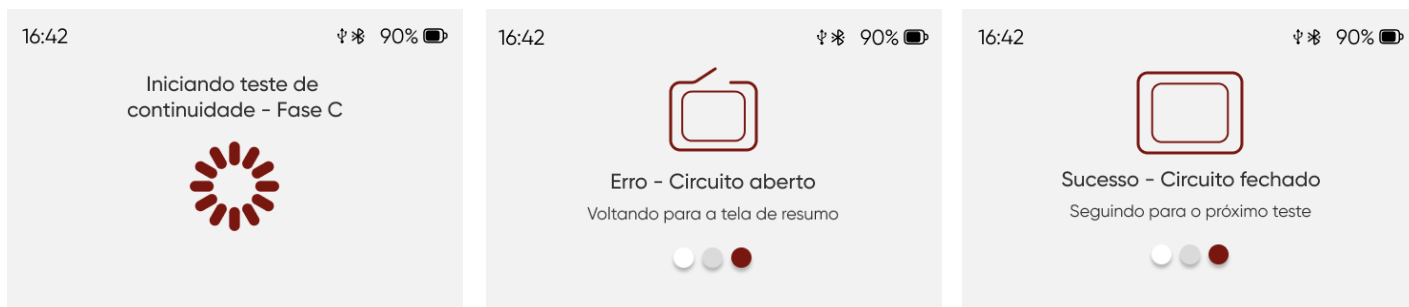 16:42
90%
Iniciando teste de
continuidade - Fase C
16:42
90%
Erro - Circuito aberto
Voltando para a tela de resumo
16:42
90%
Sucesso - Circuito fechado
Seguindo para o próximo teste